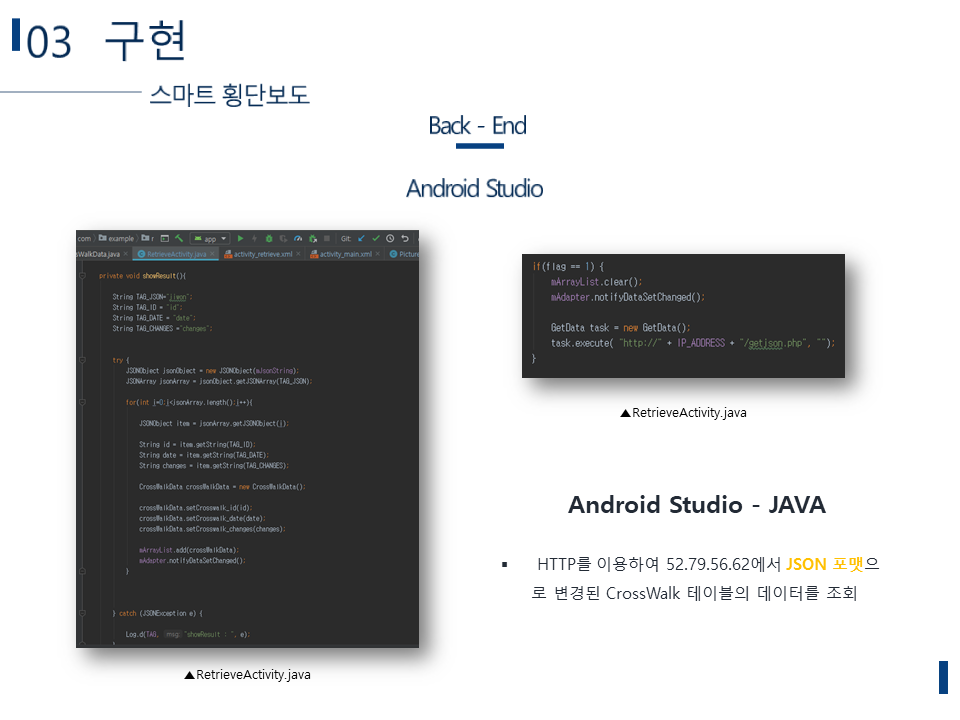 03 구현
스마트 횡단보도
Back - End
Android Studio
com example r app Git:
sWalkData.java RetrieveActivity.java activity_retrieve.xml activity_main.xml Picture
private void showResult(){
String TAG_JSON="jiwon";
String TAG_ID = "id";
String TAG_DATE = "date";
String TAG_CHANGES ="changes";
try {
JSONObject jsonObject = new JSONObject(mJsonString);
JSONArray jsonArray = jsonObject.getJSONArray(TAG_JSON);
for(int i=0;i<jsonArray.length();i++){
JSONObject item = jsonArray.getJSONObject(i);
String id = item.getString(TAG_ID);
String date = item.getString(TAG_DATE);
String changes = item.getString(TAG_CHANGES);
CrossWalkData crossWalkData = new CrossWalkData();
crossWalkData.setCrosswalk_id(id);
crossWalkData.setCrosswalk_date(date);
crossWalkData.setCrosswalk_changes(changes);
mArrayList.add(crossWalkData);
mAdapter.notifyDataSetChanged();
}
} catch (JSONException e) {
Log.d(TAG, msg: "showResult : ", e);
▲RetrieveActivity.java
if(flag == 1) {
mArrayList.clear();
mAdapter.notifyDataSetChanged();
GetData task = new GetData();
task.execute( "http://" + IP_ADDRESS + "/getjson.php", "");
}
▲RetrieveActivity.java
Android Studio - JAVA
▪ HTTP를 이용하여 52.79.56.62에서 JSON 포맷으
로 변경된 CrossWalk 테이블의 데이터를 조회